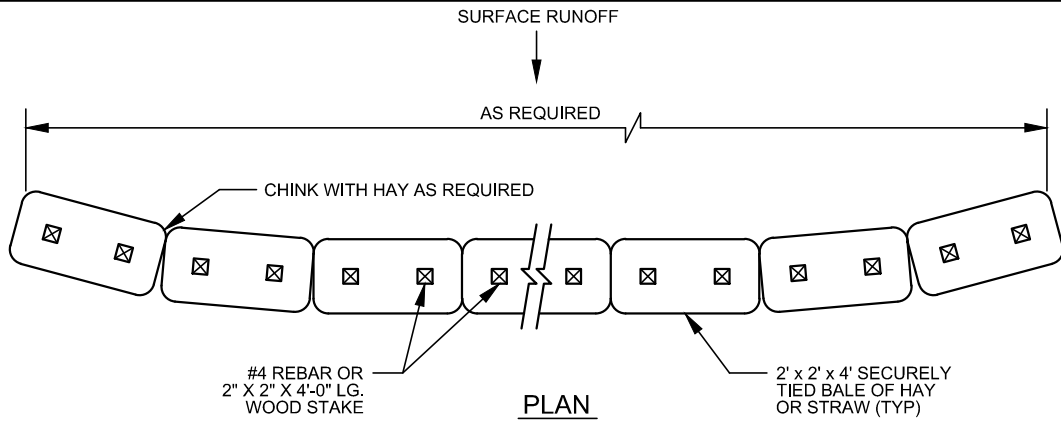 SURFACE RUNOFF
AS REQUIRED
CHINK WITH HAY AS REQUIRED
#4 REBAR OR
2" X 2" X 4'-0" LG.
WOOD STAKE
PLAN
2' x 2' x 4' SECURELY
TIED BALE OF HAY
OR STRAW (TYP)